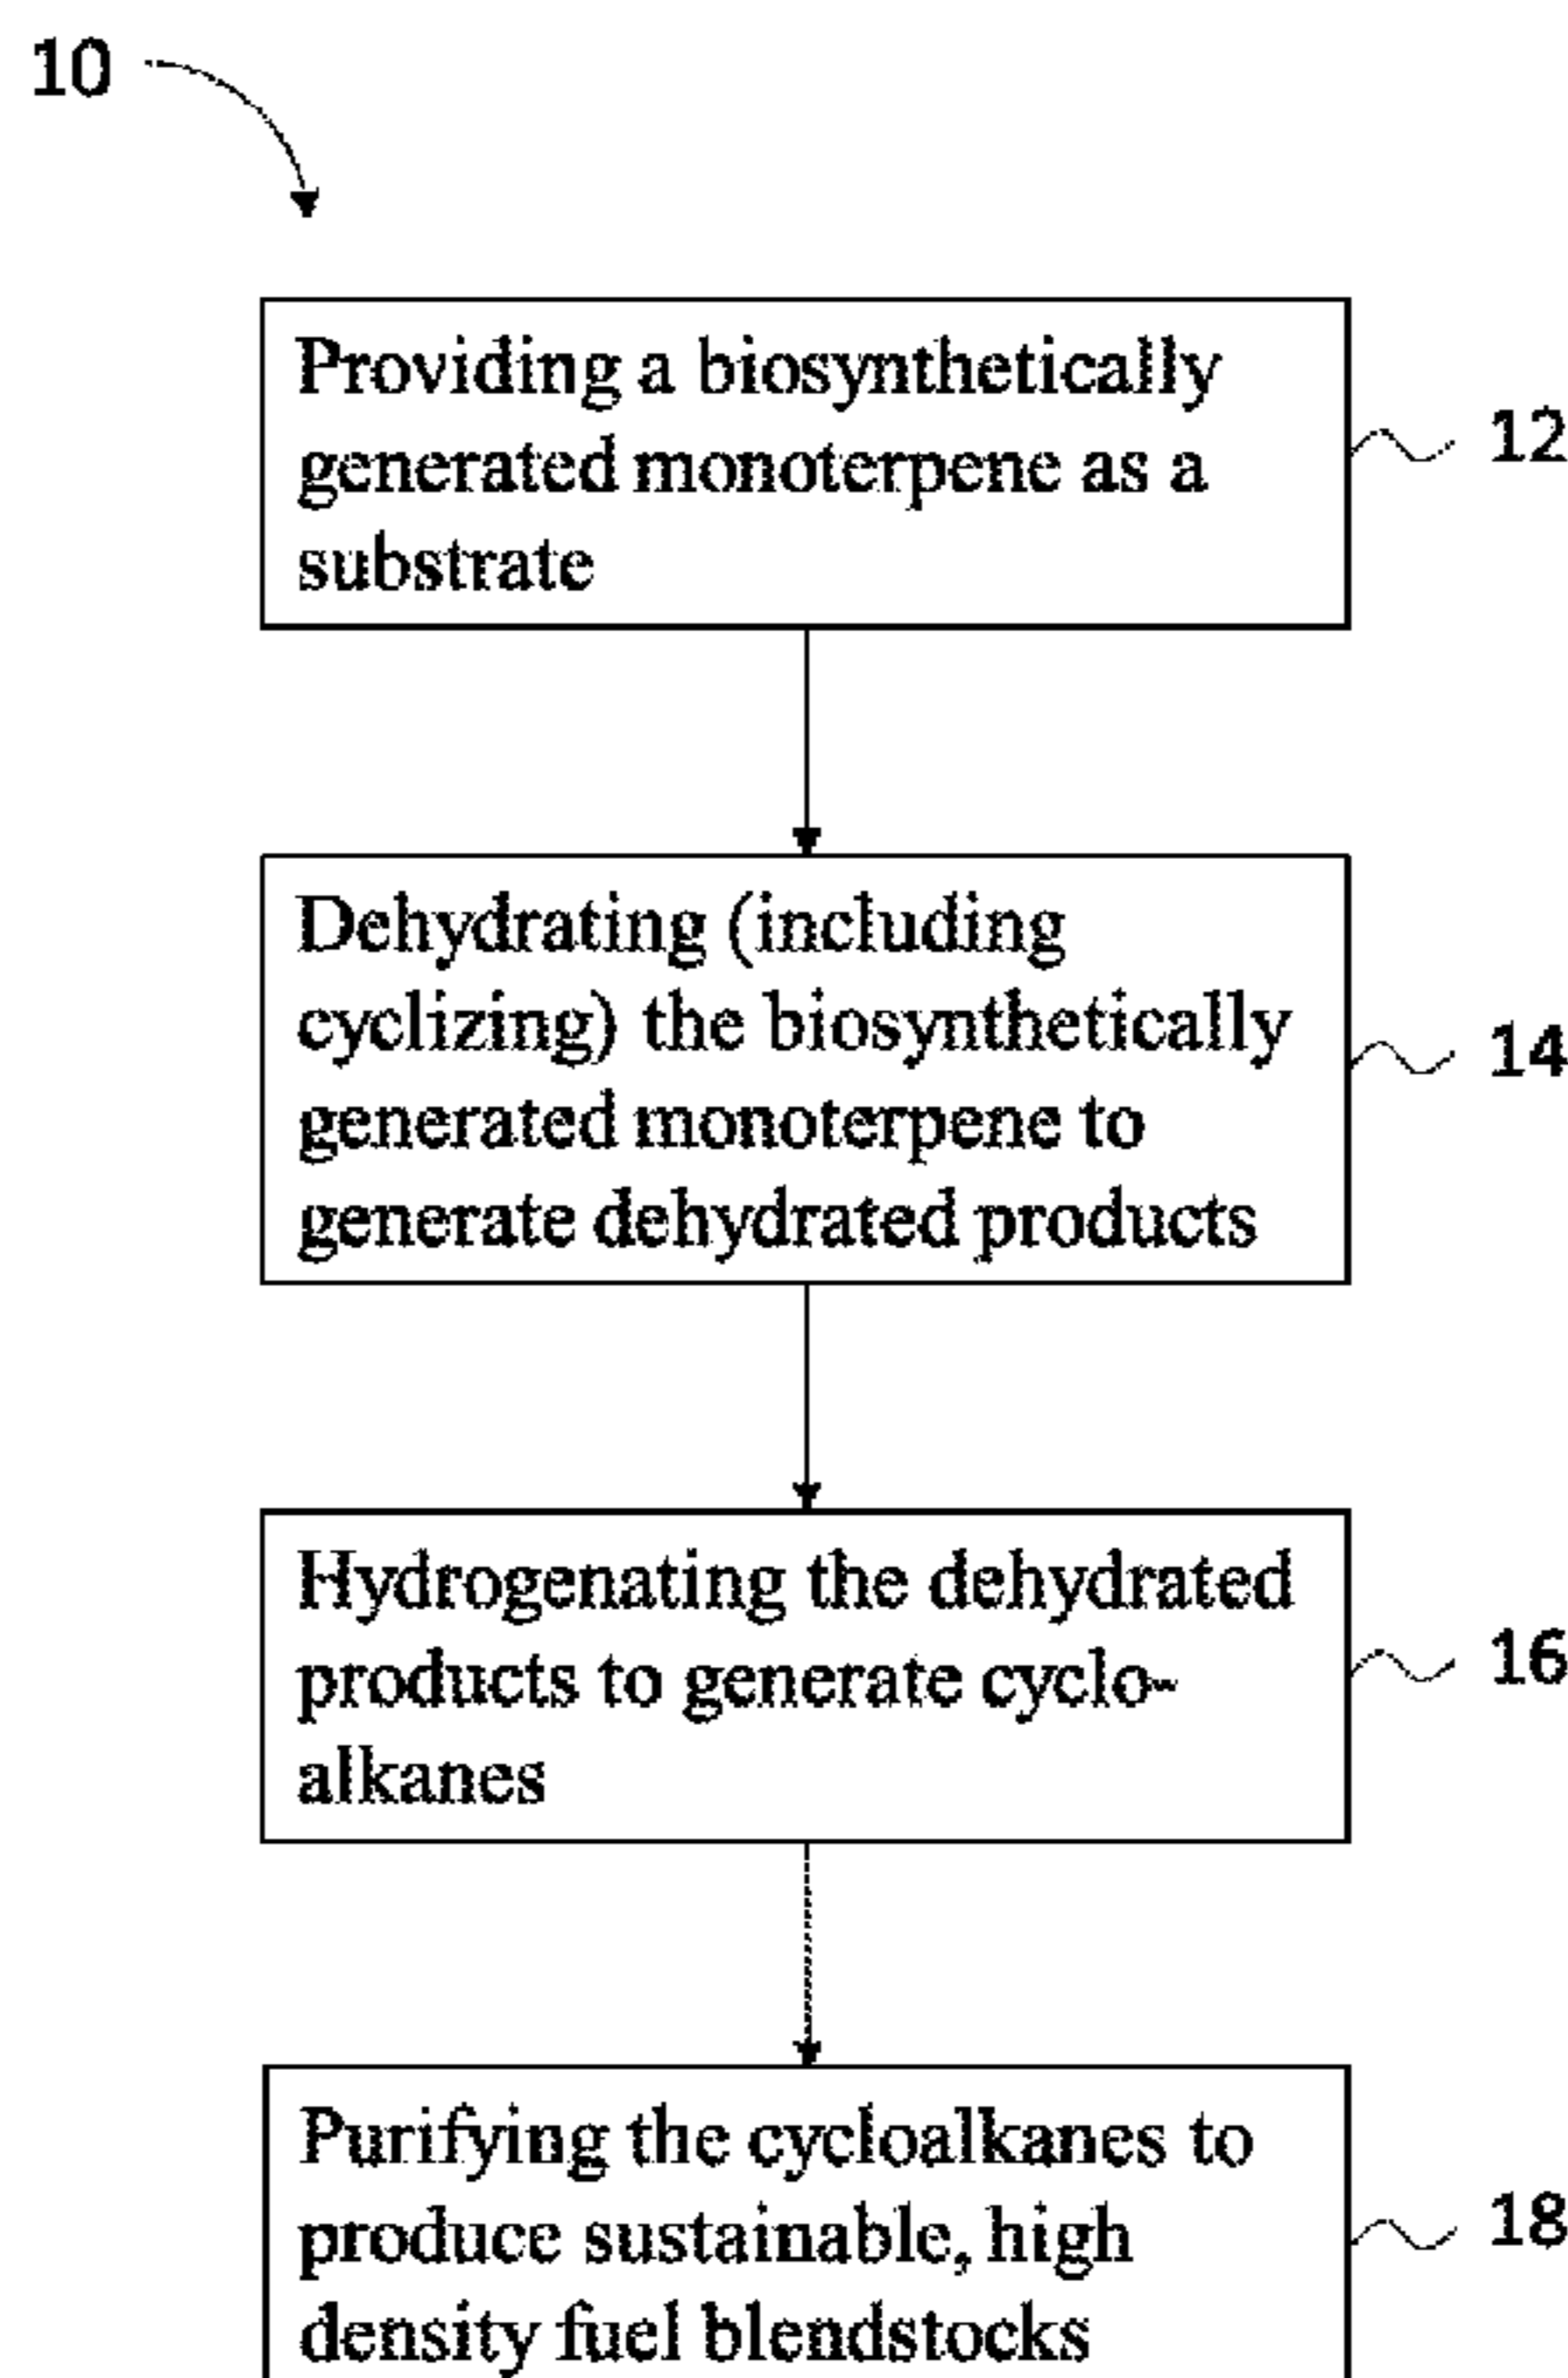 10
Providing a biosynthetically
generated monoterpene as a
substrate
12
Dehydrating (including
cyclizing) the biosynthetically
generated monoterpene to
generate dehydrated products
14
Hydrogenating the dehydrated
products to generate cyclo-
alkanes
16
Purifying the cycloalkanes to
produce sustainable, high
density fuel blendstocks
18